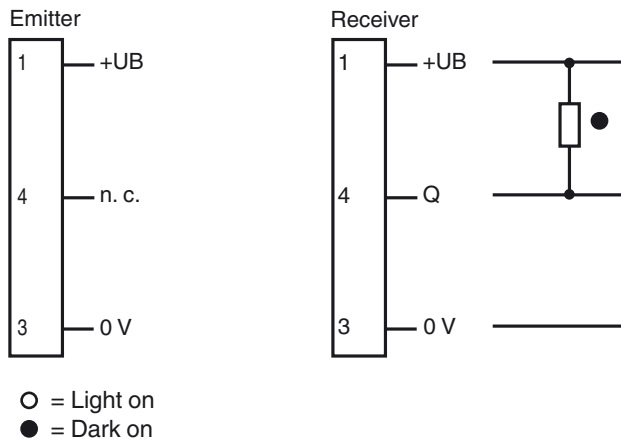 Emitter
1 +UB
4 n. c.
3 0 V
Receiver
1 +UB
4 Q
3 0 V
= Light on
= Dark on